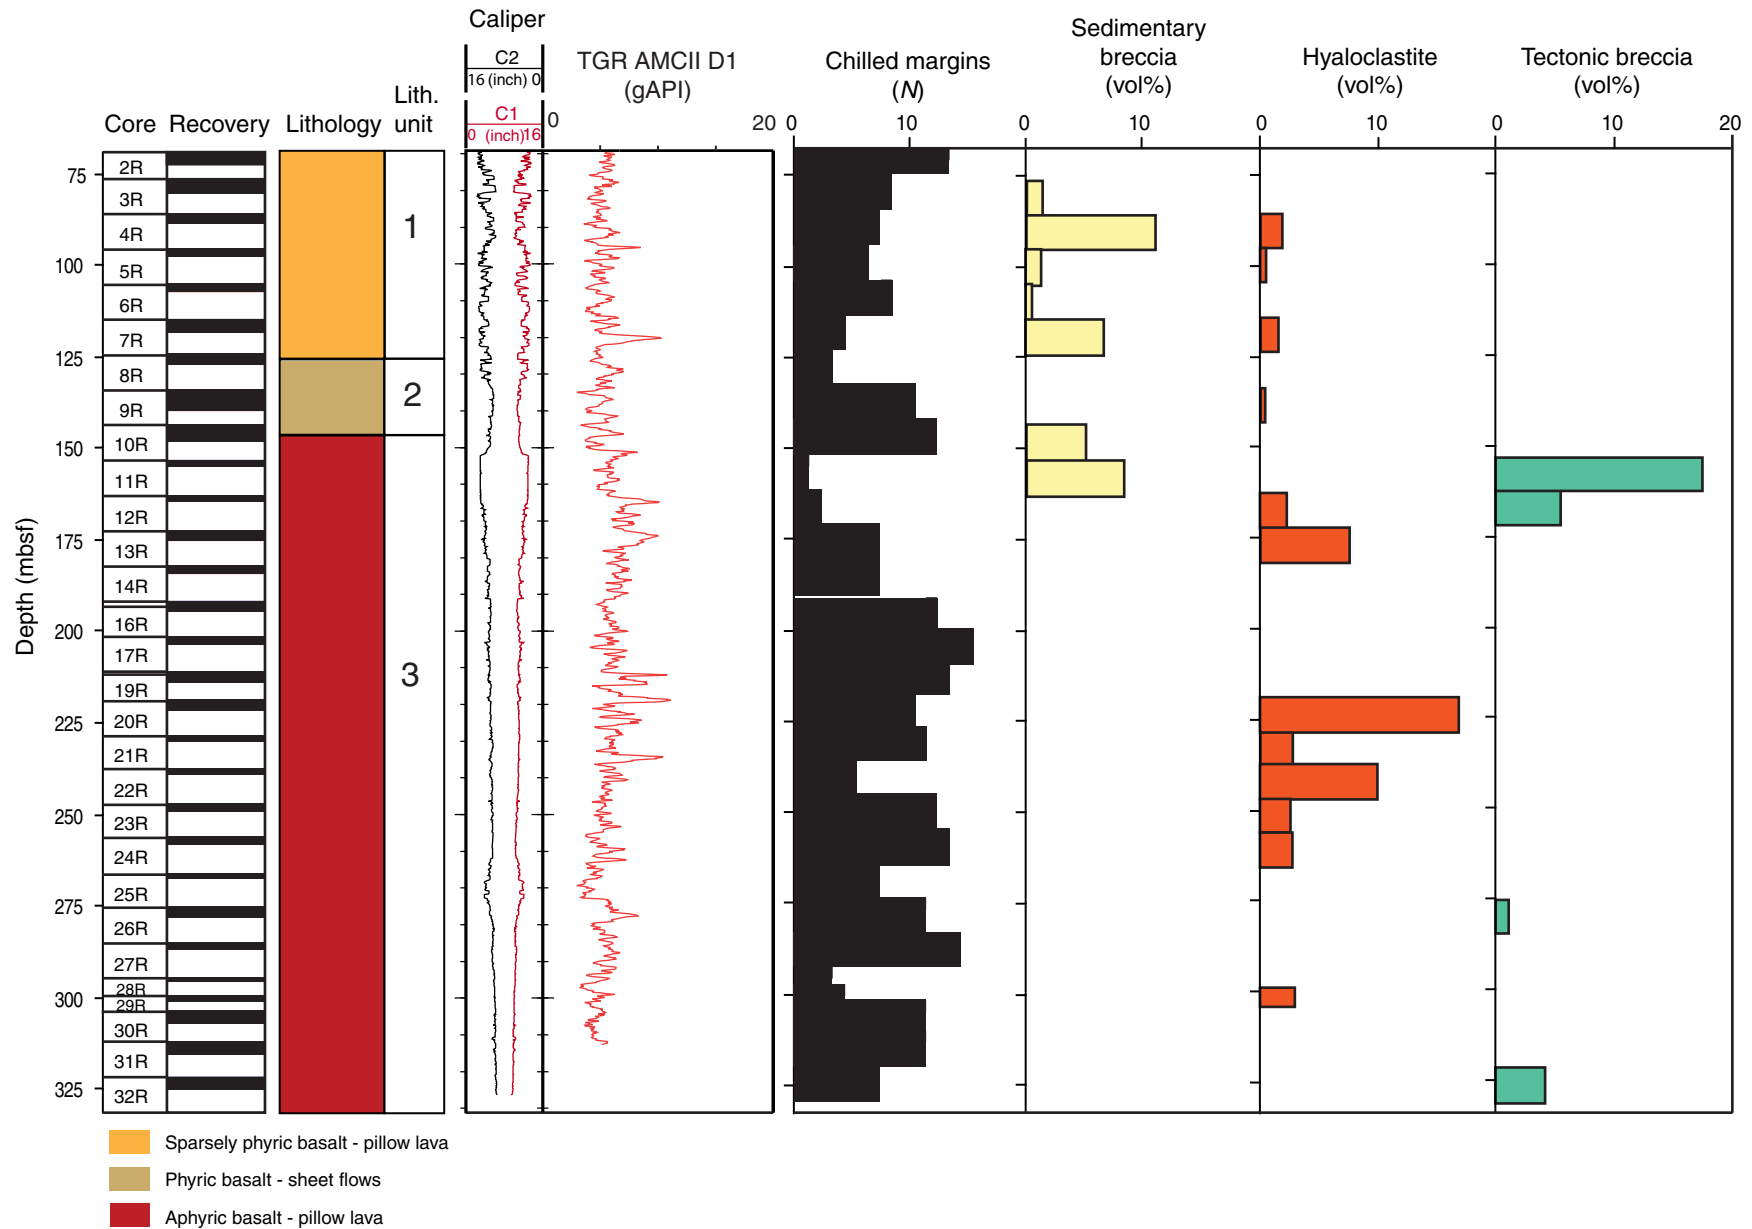 Caliper
C2
16 (inch) 0
C1
0 (inch) 16
TGR AMCII D1
(gAPI)
0 20
Chilled margins
(N)
0 10
Sedimentary
breccia
(vol%)
0 10
Hyaloclastite
(vol%)
0 10
Tectonic breccia
(vol%)
0 10 20
Core Recovery Lithology
Lith.
unit
Depth (mbsf)
75
100
125
150
175
200
225
250
275
300
325
2R
3R
4R
5R
6R
7R
8R
9R
10R
11R
12R
13R
14R
16R
17R
19R
20R
21R
22R
23R
24R
25R
26R
27R
28R
29R
30R
31R
32R
1
2
3
Sparsely phyric basalt - pillow lava
Phyric basalt - sheet flows
Aphyric basalt - pillow lava